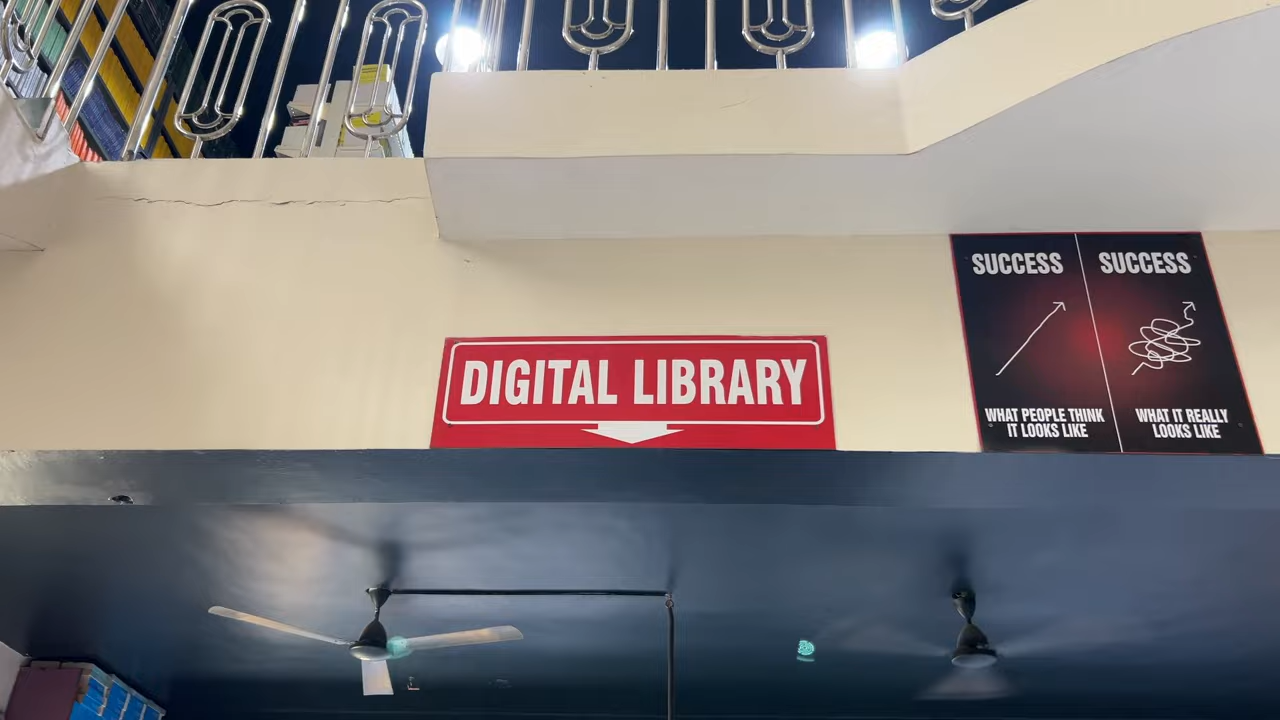 DIGITAL LIBRARY
SUCCESS
WHAT PEOPLE THINK
IT LOOKS LIKE
SUCCESS
WHAT IT REALLY
LOOKS LIKE